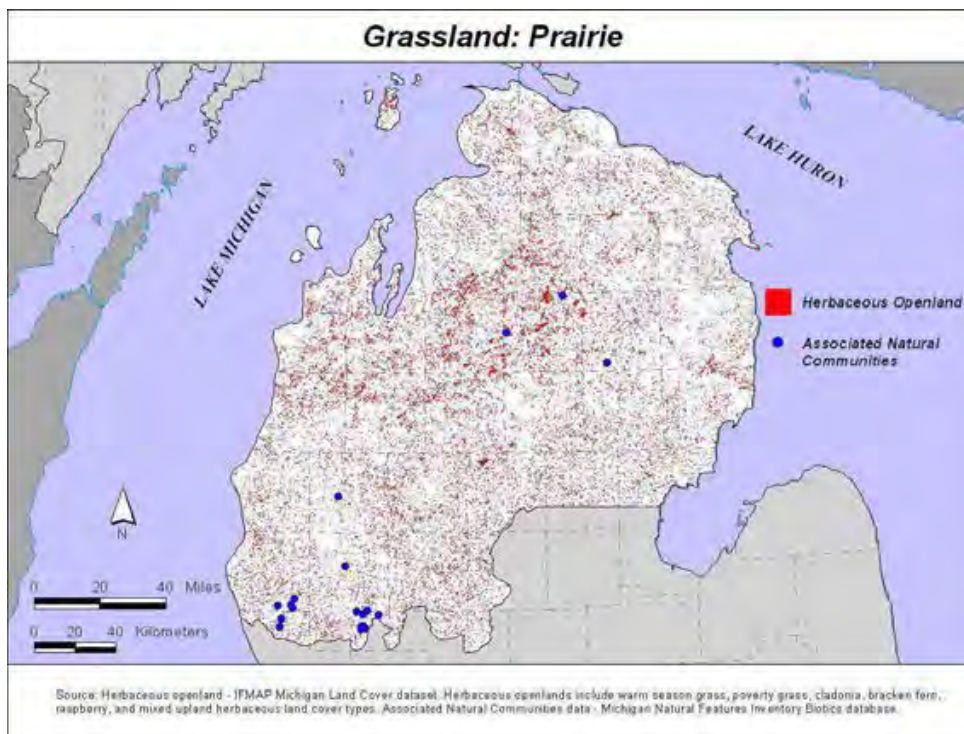 Grassland: Prairie
LAKE MICHIGAN
LAKE HURON
Herbaceous Openland
Associated Natural
Communities
N
0 20 40 Miles
0 20 40 Kilometers
Source: Herbaceous openland - IFMAP Michigan Land Cover dataset. Herbaceous openlands include warm season grass, poverty grass, cladonia, bracken fern,
raspberry, and mixed upland herbaceous land cover types. Associated Natural Communities data - Michigan Natural Features Inventory Biotics database.